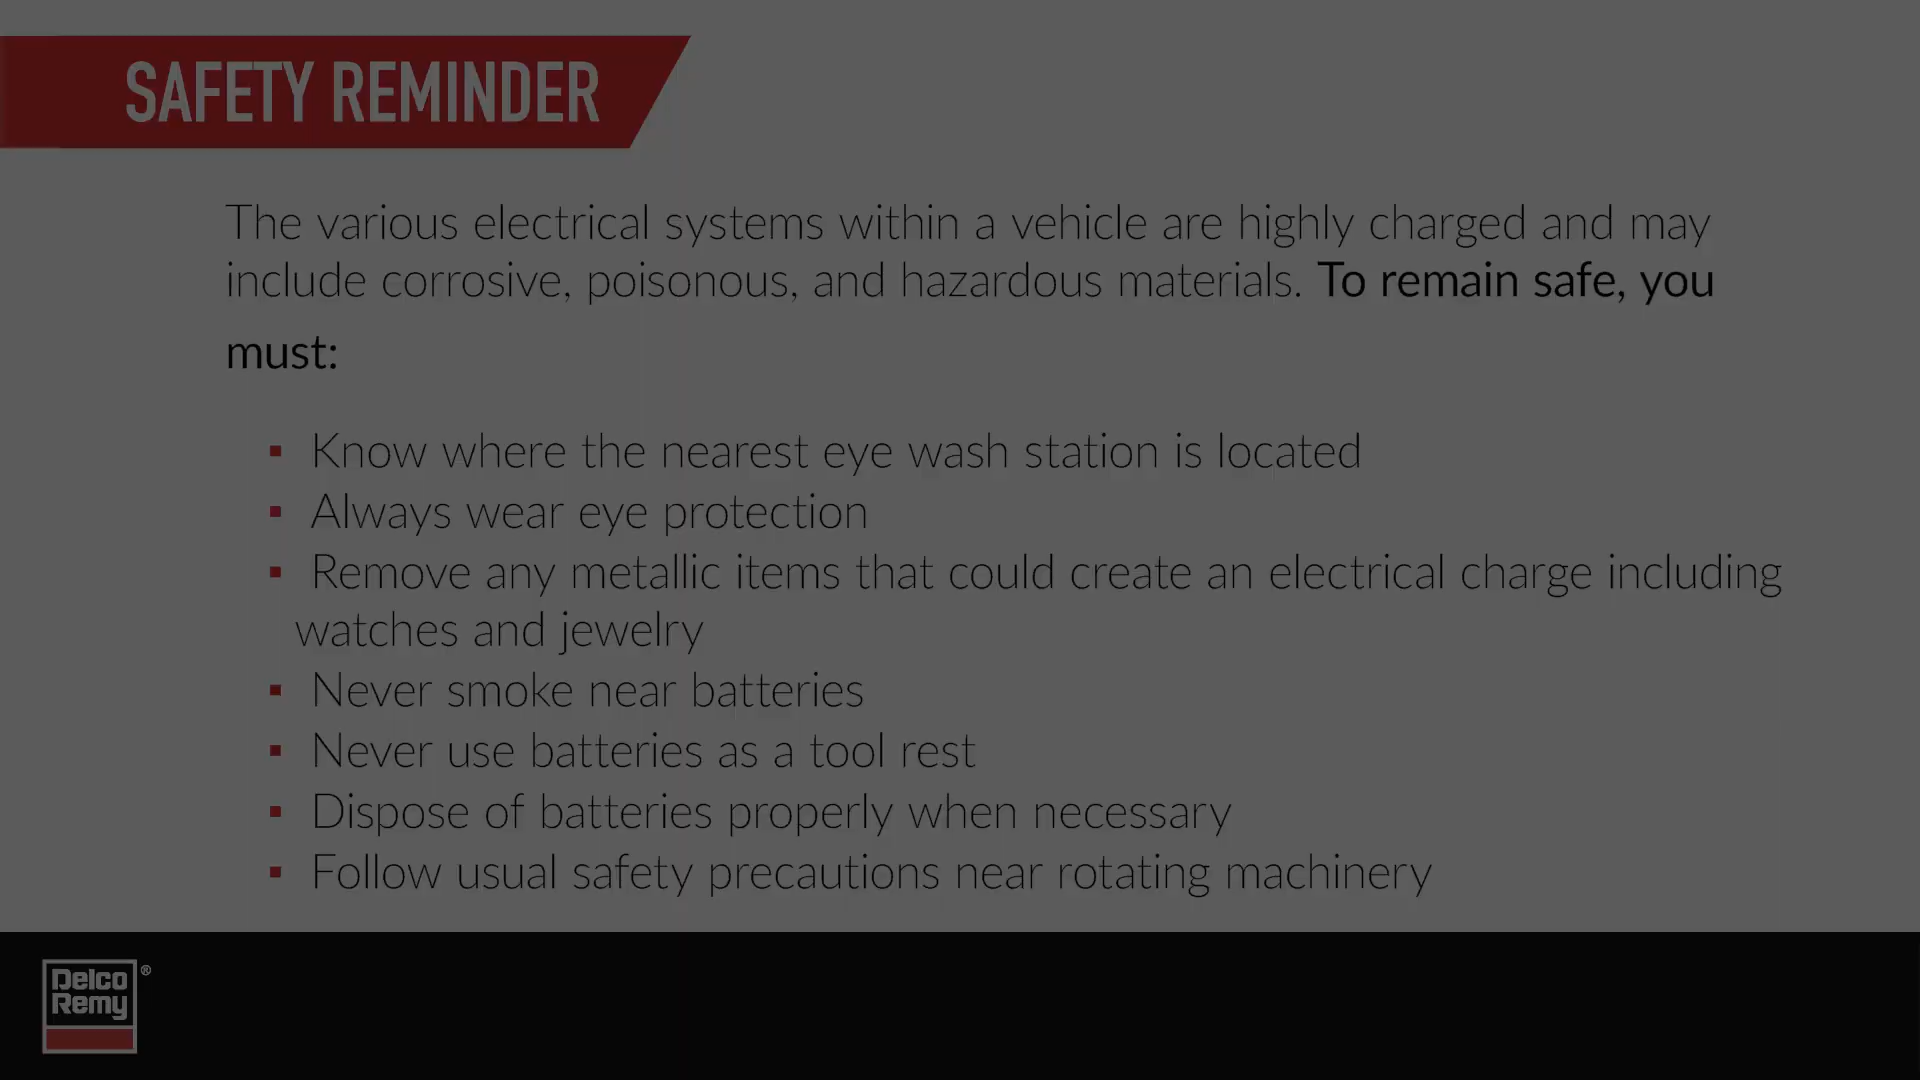 SAFETY REMINDER
The various electrical systems within a vehicle are highly charged and may
include corrosive, poisonous, and hazardous materials. To remain safe, you
must:
▪ Know where the nearest eye wash station is located
▪ Always wear eye protection
▪ Remove any metallic items that could create an electrical charge including
watches and jewelry
▪ Never smoke near batteries
▪ Never use batteries as a tool rest
▪ Dispose of batteries properly when necessary
▪ Follow usual safety precautions near rotating machinery
Delco
Remy
®